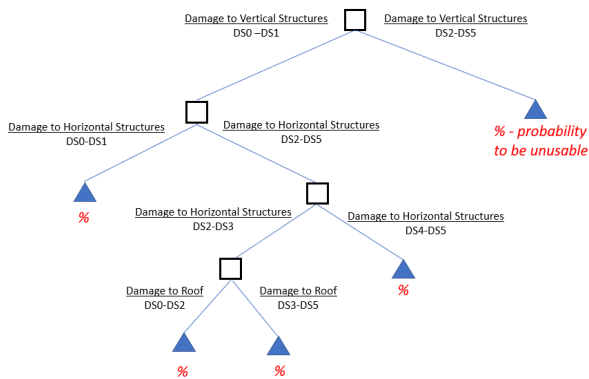 Damage to Vertical Structures
DS0 –DS1
Damage to Vertical Structures
DS2-DS5
Damage to Horizontal Structures
DS0-DS1
Damage to Horizontal Structures
DS2-DS5
% - probability
to be unusable
%
Damage to Horizontal Structures
DS2-DS3
Damage to Horizontal Structures
DS4-DS5
%
Damage to Roof
DS0-DS2
Damage to Roof
DS3-DS5
%
%